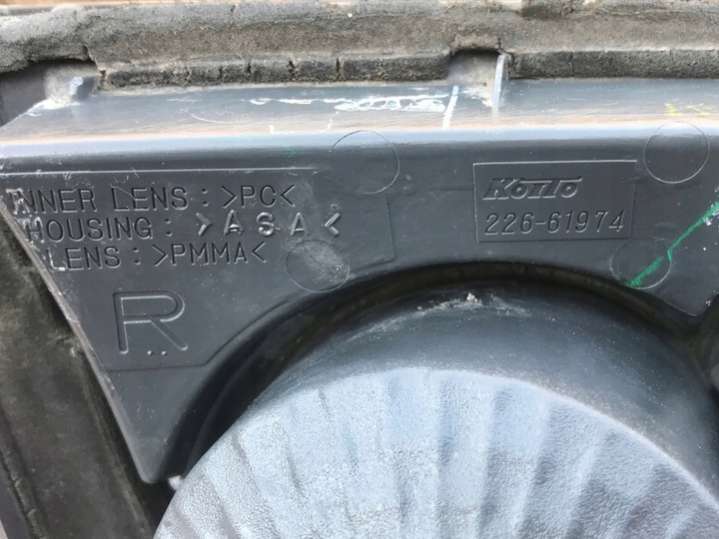 INNER LENS : >PC<
HOUSING : >ASA<
LENS : >PMMA<
R
KOITO
226-61974